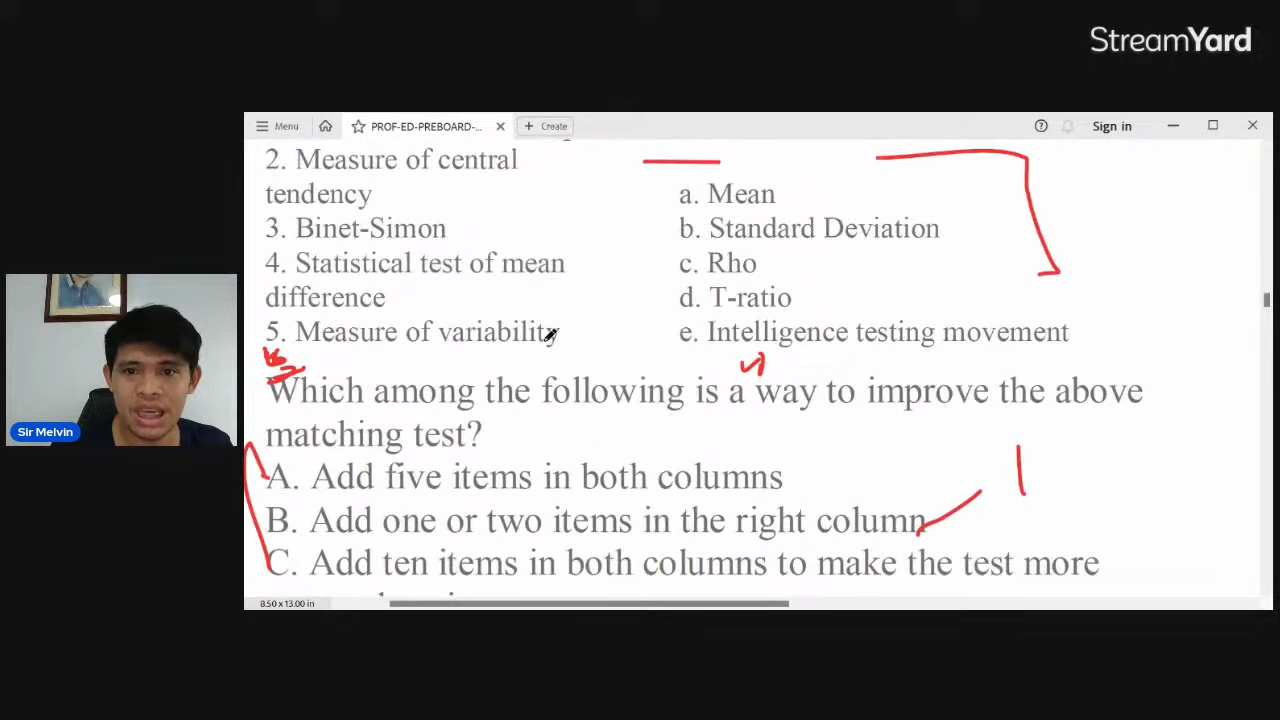 StreamYard
Menu
PROF-ED-PREBOARD-...
Create
Sign in
2. Measure of central
tendency
3. Binet-Simon
4. Statistical test of mean
difference
5. Measure of variability
a. Mean
b. Standard Deviation
c. Rho
d. T-ratio
e. Intelligence testing movement
Which among the following is a way to improve the above
matching test?
A. Add five items in both columns
B. Add one or two items in the right column
C. Add ten items in both columns to make the test more
8.50 x 13.00 in
Sir Melvin